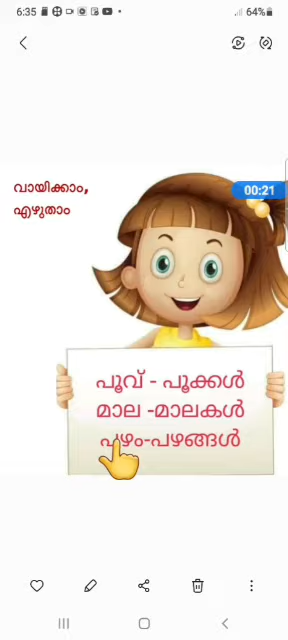 6:35
64%
വായിക്കാം,
എഴുതാം
00:21
പൂവ് - പൂക്കൾ
മാല -മാലകൾ
പഴം-പഴങ്ങൾ